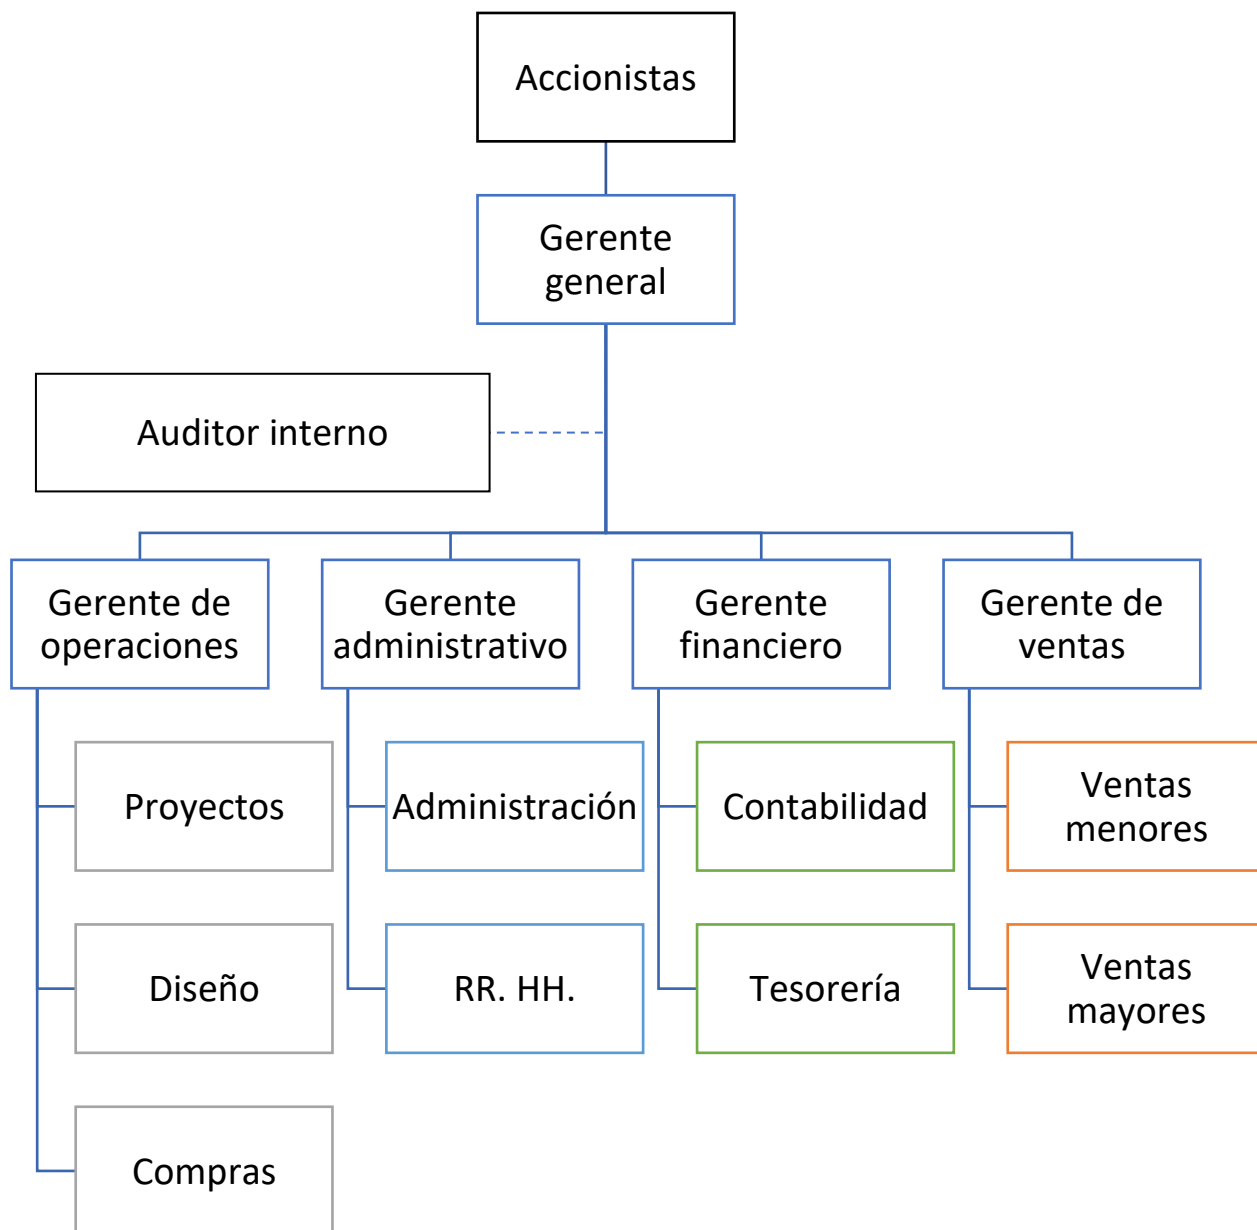 Accionistas
Gerente
general
Auditor interno
Gerente de
operaciones
Gerente
administrativo
Gerente
financiero
Gerente de
ventas
Proyectos
Administración
Contabilidad
Ventas
menores
Diseño
RR. HH.
Tesorería
Ventas
mayores
Compras